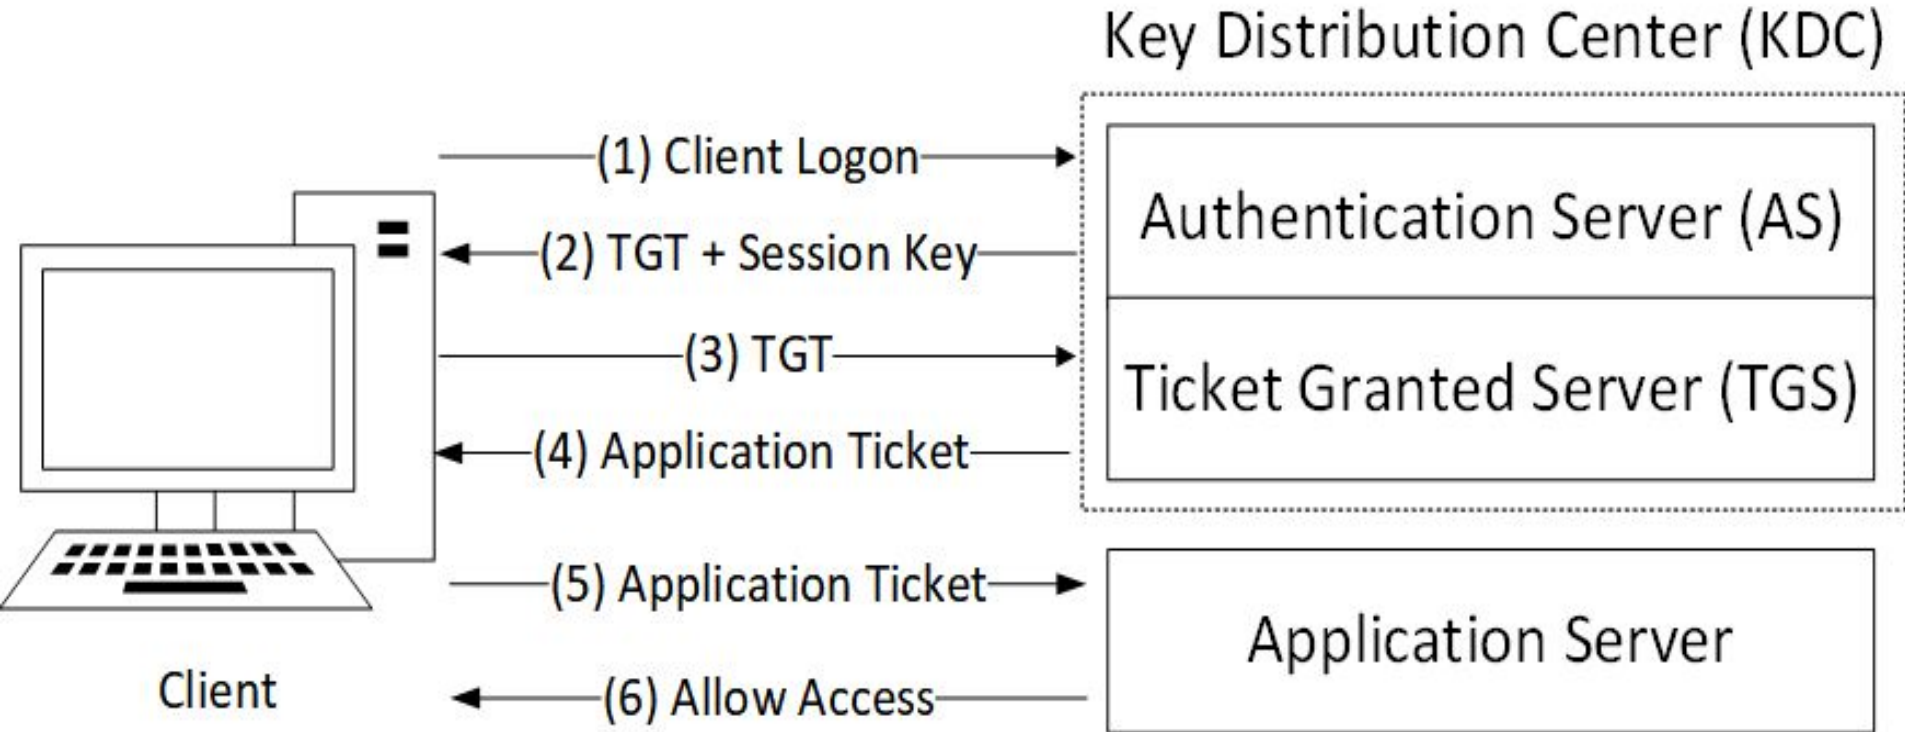 Key Distribution Center (KDC)
(1) Client Logon
Authentication Server (AS)
(2) TGT + Session Key
(3) TGT
Ticket Granted Server (TGS)
(4) Application Ticket
(5) Application Ticket
Application Server
Client
(6) Allow Access